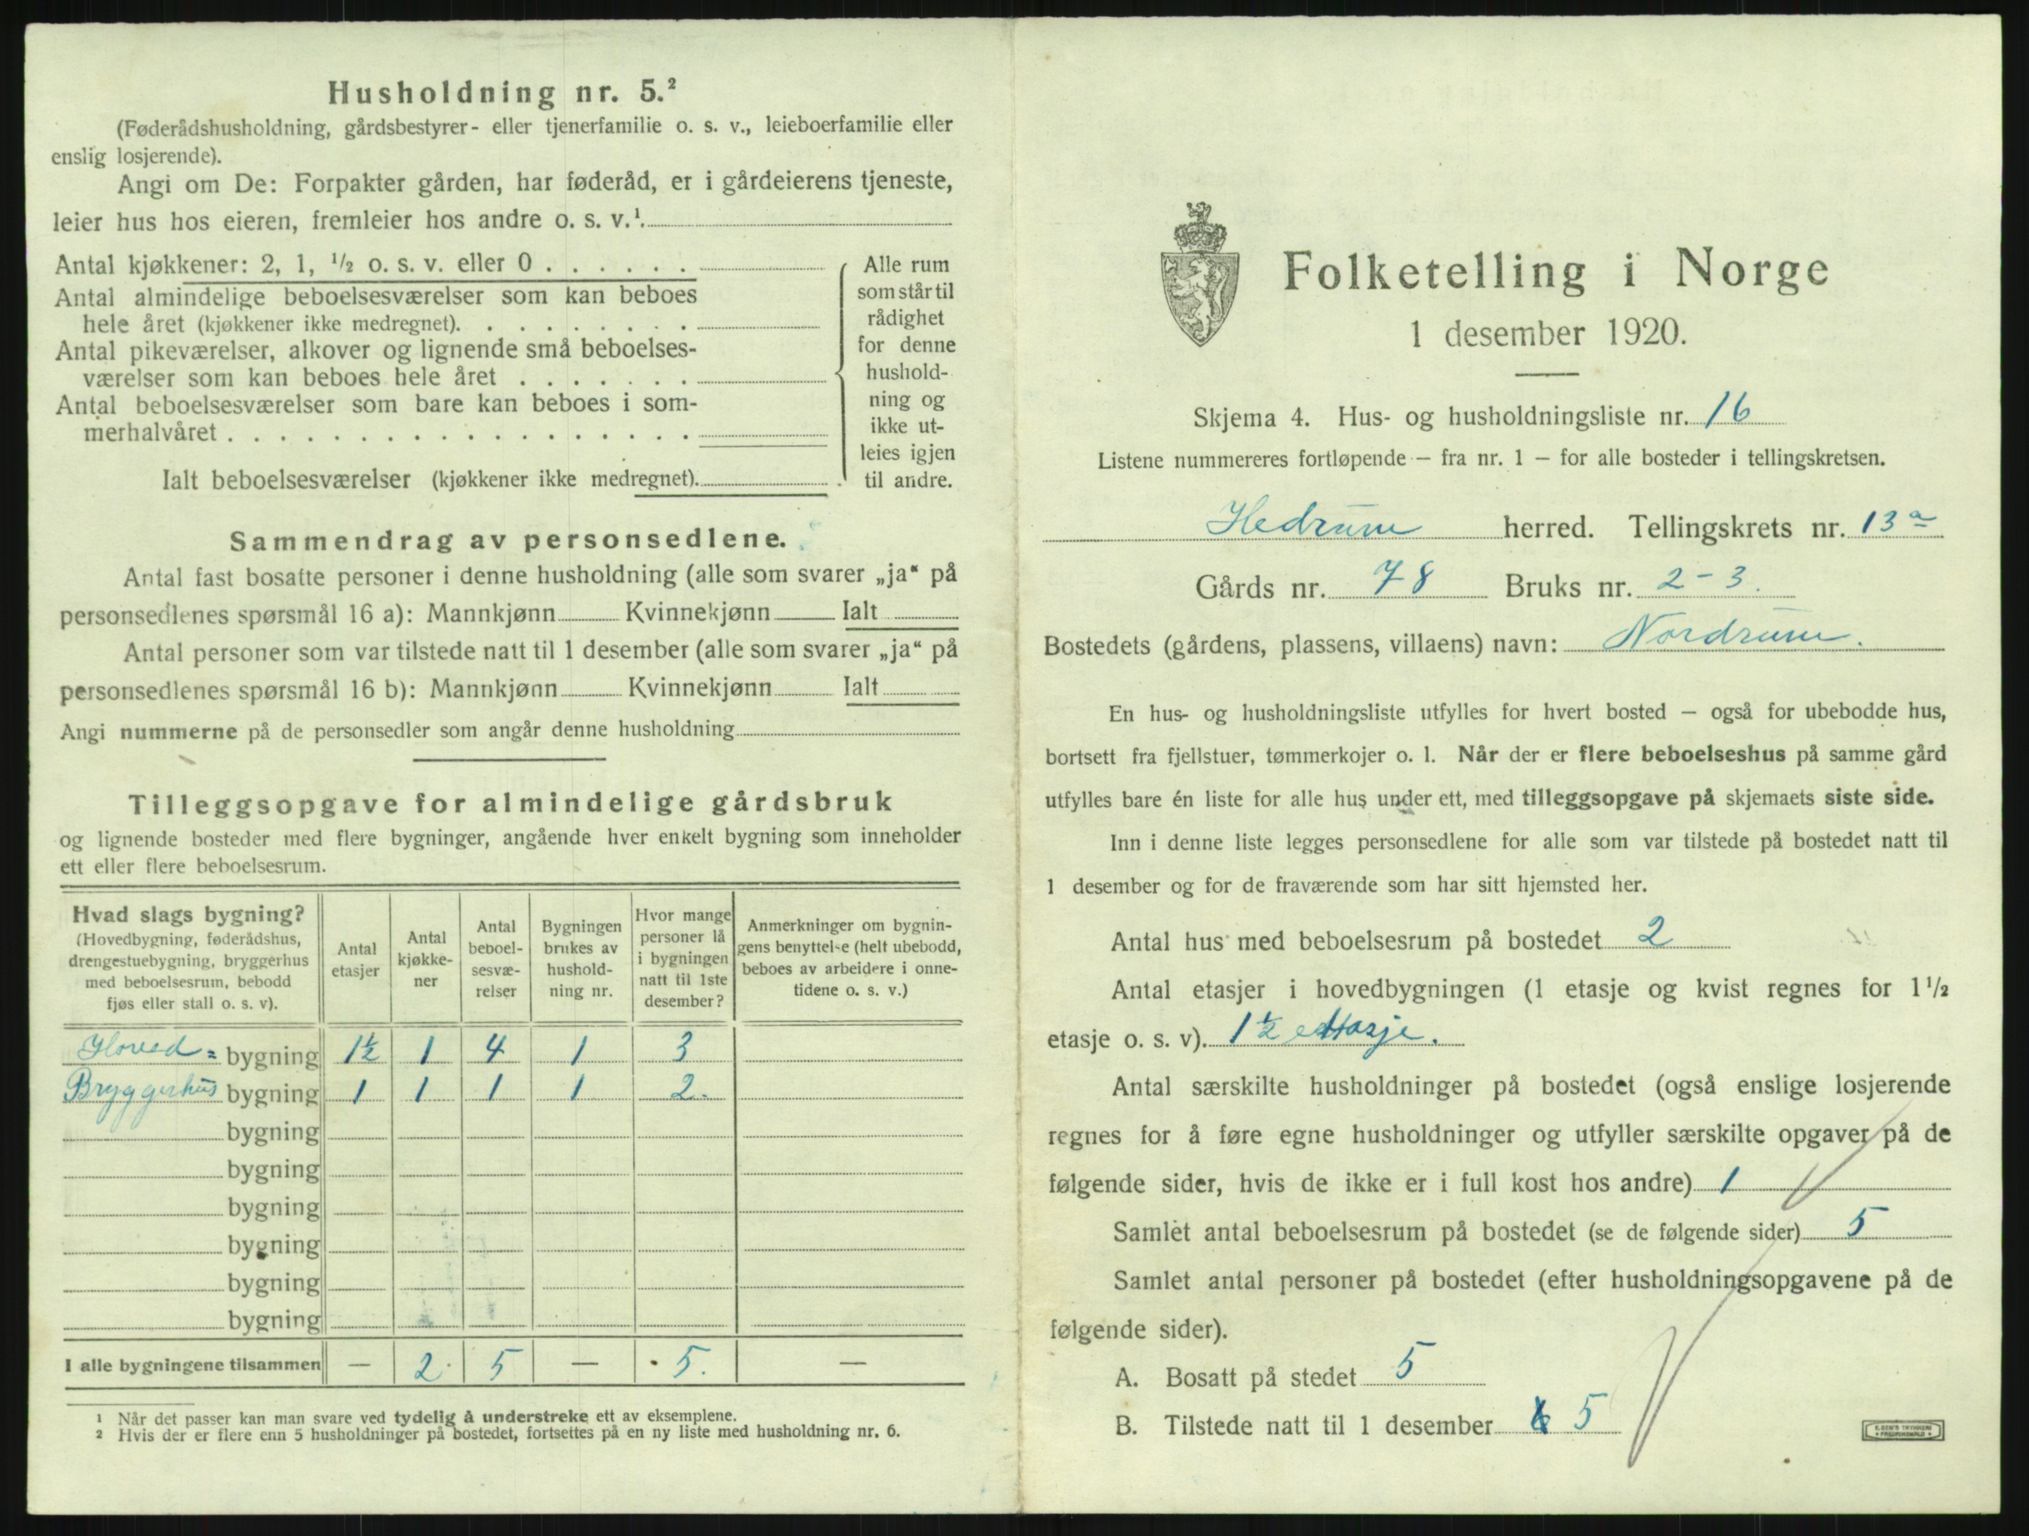 Husholdning nr. 5.²
(Føderådshusholdning, gårdsbestyrer- eller tjenerfamilie o. s. v., leieboerfamilie eller
enslig losjerende).
Angi om De: Forpakter gården, har føderåd, er i gårdeierens tjeneste,
leier hus hos eieren, fremleier hos andre o. s. v.¹.
Antal kjøkkener: 2, 1, ¹/₂ o. s. v. eller 0 . . . . . .
Antal almindelige beboelsesværelser som kan beboes
hele året (kjøkkener ikke medregnet). . . . . . . . .
Antal pikeværelser, alkover og lignende små beboelses-
værelser som kan beboes hele året . . . . . . .
Antal beboelsesværelser som bare kan beboes i som-
merhalvåret . . . . . . . . . . . . . . . . . .
Ialt beboelsesværelser (kjøkkener ikke medregnet).
Alle rum
som står til
rådighet
for denne
hushold-
ning og
ikke ut-
leies igjen
til andre.
Sammendrag av personsedlene.
Antal fast bosatte personer i denne husholdning (alle som svarer „ja“ på
personsedlenes spørsmål 16 a): Mannkjønn Kvinnekjønn Ialt
Antal personer som var tilstede natt til 1 desember (alle som svarer „ja“ på
personsedlenes spørsmål 16 b): Mannkjønn Kvinnekjønn Ialt
Angi nummerne på de personsedler som angår denne husholdning
Tilleggsopgave for almindelige gårdsbruk
og lignende bosteder med flere bygninger, angående hver enkelt bygning som inneholder
ett eller flere beboelsesrum.
Hvad slags bygning?
(Hovedbygning, føderådshus,
drengestuebygning, bryggerhus
med beboelsesrum, bebodd
fjøs eller stall o. s. v).
Antal
etasjer
Antal
kjøkke-
ner
Antal
beboel-
sesvæ-
relser
Bygningen
brukes av
hushold-
ning nr.
Hvor mange
personer lå
i bygningen
natt til 1ste
desember?
Anmerkninger om bygnin-
gens benyttelse (helt ubebodd,
beboes av arbeidere i onne-
tidene o. s. v.)
Hoved= bygning 1½ 1 4 1 3
Bryggerhus bygning 1 1 1 1 2.
bygning
bygning
bygning
bygning
bygning
bygning
I alle bygningene tilsammen — 2 5 — 5. —
¹ Når det passer kan man svare ved tydelig å understreke ett av eksemplene.
² Hvis der er flere enn 5 husholdninger på bostedet, fortsettes på en ny liste med husholdning nr. 6.
Folketelling i Norge
1 desember 1920.
Skjema 4. Hus- og husholdningsliste nr. 16
Listene nummereres fortløpende — fra nr. 1 — for alle bosteder i tellingskretsen.
Hedrum herred. Tellingskrets nr. 13 a
Gårds nr. 78 Bruks nr. 2-3.
Bostedets (gårdens, plassens, villaens) navn: Nordrum.
En hus- og husholdningsliste utfylles for hvert bosted — også for ubebodde hus,
bortsett fra fjellstuer, tømmerkojer o. l. Når der er flere beboelseshus på samme gård
utfylles bare én liste for alle hus under ett, med tilleggsopgave på skjemaets siste side.
Inn i denne liste legges personsedlene for alle som var tilstede på bostedet natt til
1 desember og for de fraværende som har sitt hjemsted her.
Antal hus med beboelsesrum på bostedet 2
Antal etasjer i hovedbygningen (1 etasje og kvist regnes for 1¹/₂
etasje o. s. v). 1½ etasje.
Antal særskilte husholdninger på bostedet (også enslige losjerende
regnes for å føre egne husholdninger og utfyller særskilte opgaver på de
følgende sider, hvis de ikke er i full kost hos andre) 1
Samlet antal beboelsesrum på bostedet (se de følgende sider) 5
Samlet antal personer på bostedet (efter husholdningsopgavene på de
følgende sider).
A. Bosatt på stedet 5
B. Tilstede natt til 1 desember 5